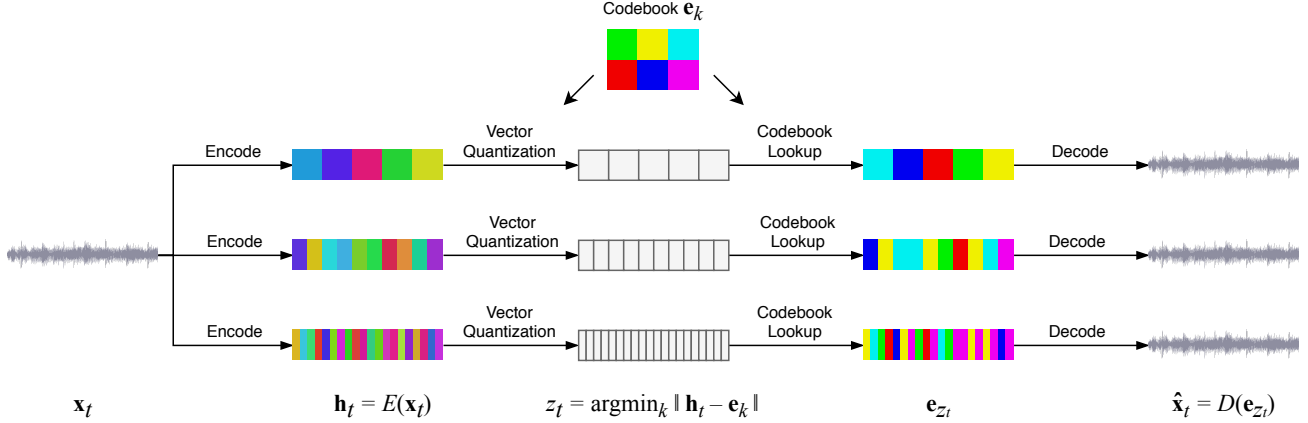 Codebook e_k
Encode
Vector
Quantization
Codebook
Lookup
Decode
Encode
Vector
Quantization
Codebook
Lookup
Decode
Encode
Vector
Quantization
Codebook
Lookup
Decode
x_t
h_t = E(x_t)
z_t = argmin_k ‖ h_t – e_k ‖
e_{z_t}
x̂_t = D(e_{z_t})